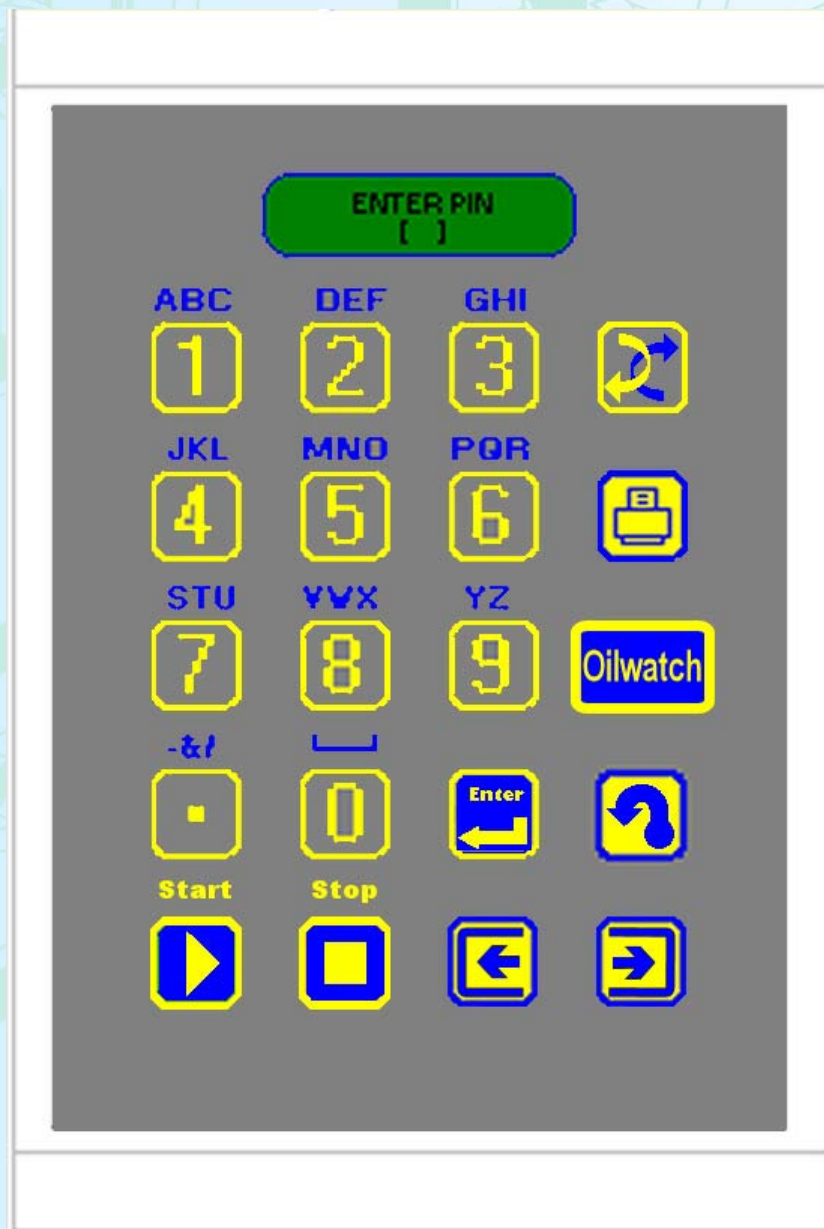 ENTER PIN
[ ]
ABC DEF GHI
1 2 3
JKL MNO PQR
4 5 6
STU VWX YZ
7 8 9 Oilwatch
-&/
. 0 Enter
Start Stop